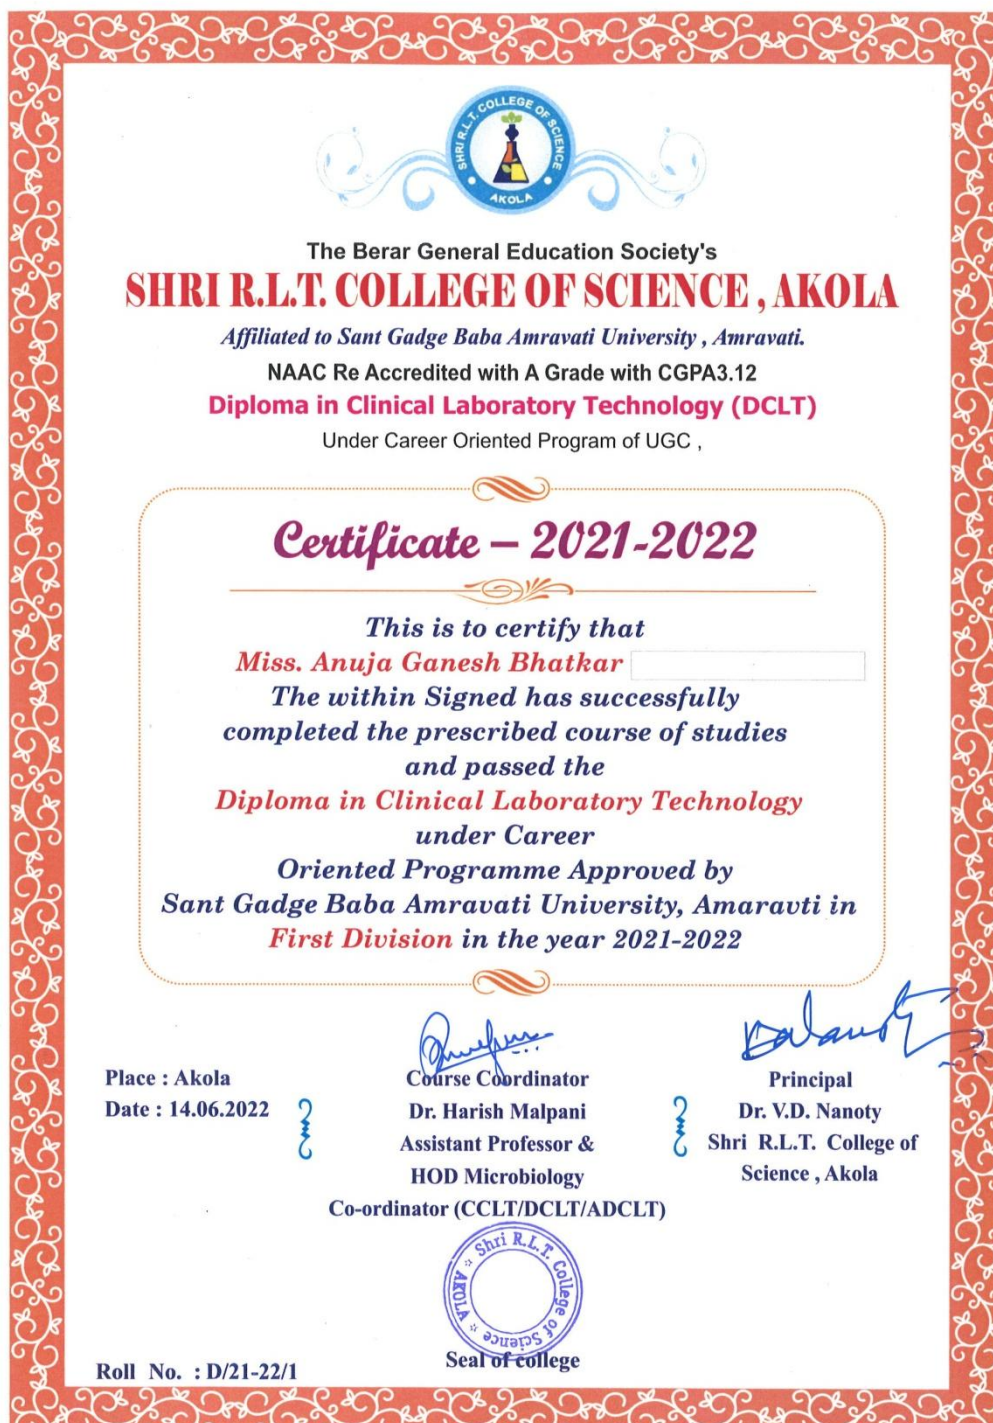 SHRI R.L.T. COLLEGE OF SCIENCE
AKOLA
The Berar General Education Society's
SHRI R.L.T. COLLEGE OF SCIENCE , AKOLA
Affiliated to Sant Gadge Baba Amravati University , Amravati.
NAAC Re Accredited with A Grade with CGPA3.12
Diploma in Clinical Laboratory Technology (DCLT)
Under Career Oriented Program of UGC ,
Certificate – 2021-2022
This is to certify that
Miss. Anuja Ganesh Bhatkar
The within Signed has successfully
completed the prescribed course of studies
and passed the
Diploma in Clinical Laboratory Technology
under Career
Oriented Programme Approved by
Sant Gadge Baba Amravati University, Amaravti in
First Division in the year 2021-2022
Place : Akola
Date : 14.06.2022
Course Coordinator
Dr. Harish Malpani
Assistant Professor &
HOD Microbiology
Co-ordinator (CCLT/DCLT/ADCLT)
Principal
Dr. V.D. Nanoty
Shri R.L.T. College of
Science , Akola
Shri R.L.T. College of Science
AKOLA
Seal of college
Roll No. : D/21-22/1